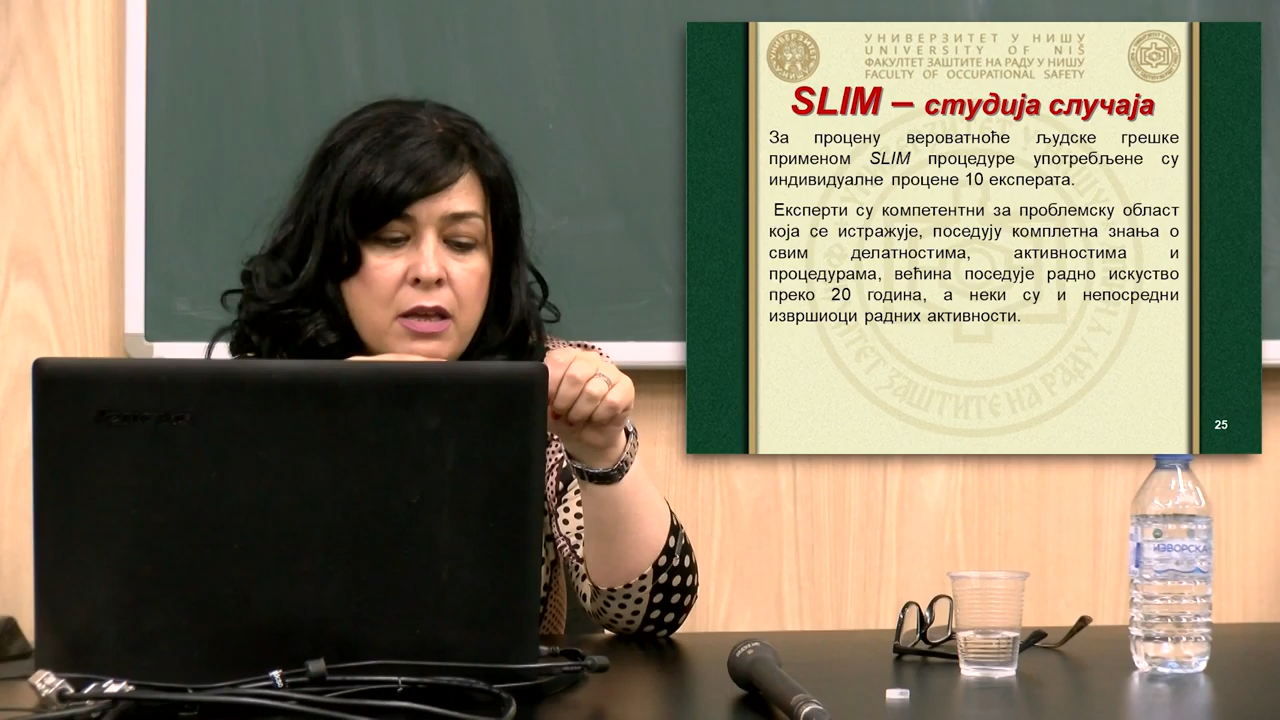 УНИВЕРЗИТЕТ У НИШУ
UNIVERSITY OF NIŠ
ФАКУЛТЕТ ЗАШТИТЕ НА РАДУ У НИШУ
FACULTY OF OCCUPATIONAL SAFETY
SLIM – студија случаја
За процену вероватноће људске грешке
применом SLIM процедуре употребљене су
индивидуалне процене 10 експерата.
Експерти су компетентни за проблемску област
која се истражује, поседују комплетна знања о
свим делатностима, активностима и
процедурама, већина поседује радно искуство
преко 20 година, а неки су и непосредни
извршиоци радних активности.
25
ИЗВОРСКА